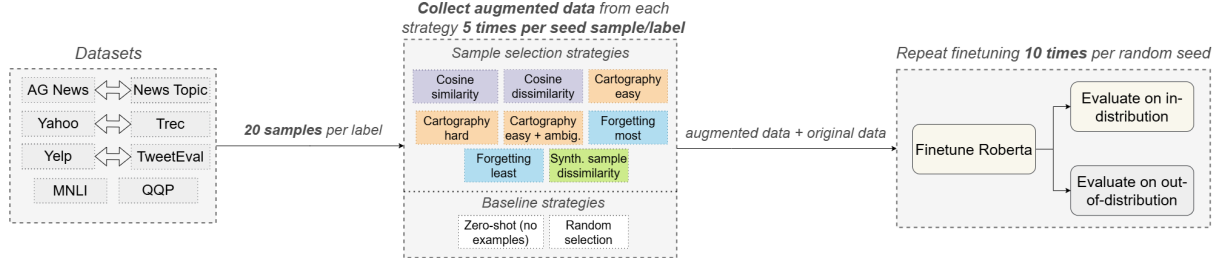 Datasets
AG News
News Topic
Yahoo
Trec
Yelp
TweetEval
MNLI
QQP
20 samples per label
Collect augmented data from each
strategy 5 times per seed sample/label
Sample selection strategies
Cosine
similarity
Cosine
dissimilarity
Cartography
easy
Cartography
hard
Cartography
easy + ambig.
Forgetting
most
Forgetting
least
Synth. sample
dissimilarity
Baseline strategies
Zero-shot (no
examples)
Random
selection
augmented data + original data
Repeat finetuning 10 times per random seed
Finetune Roberta
Evaluate on in-
distribution
Evaluate on out-
of-distribution